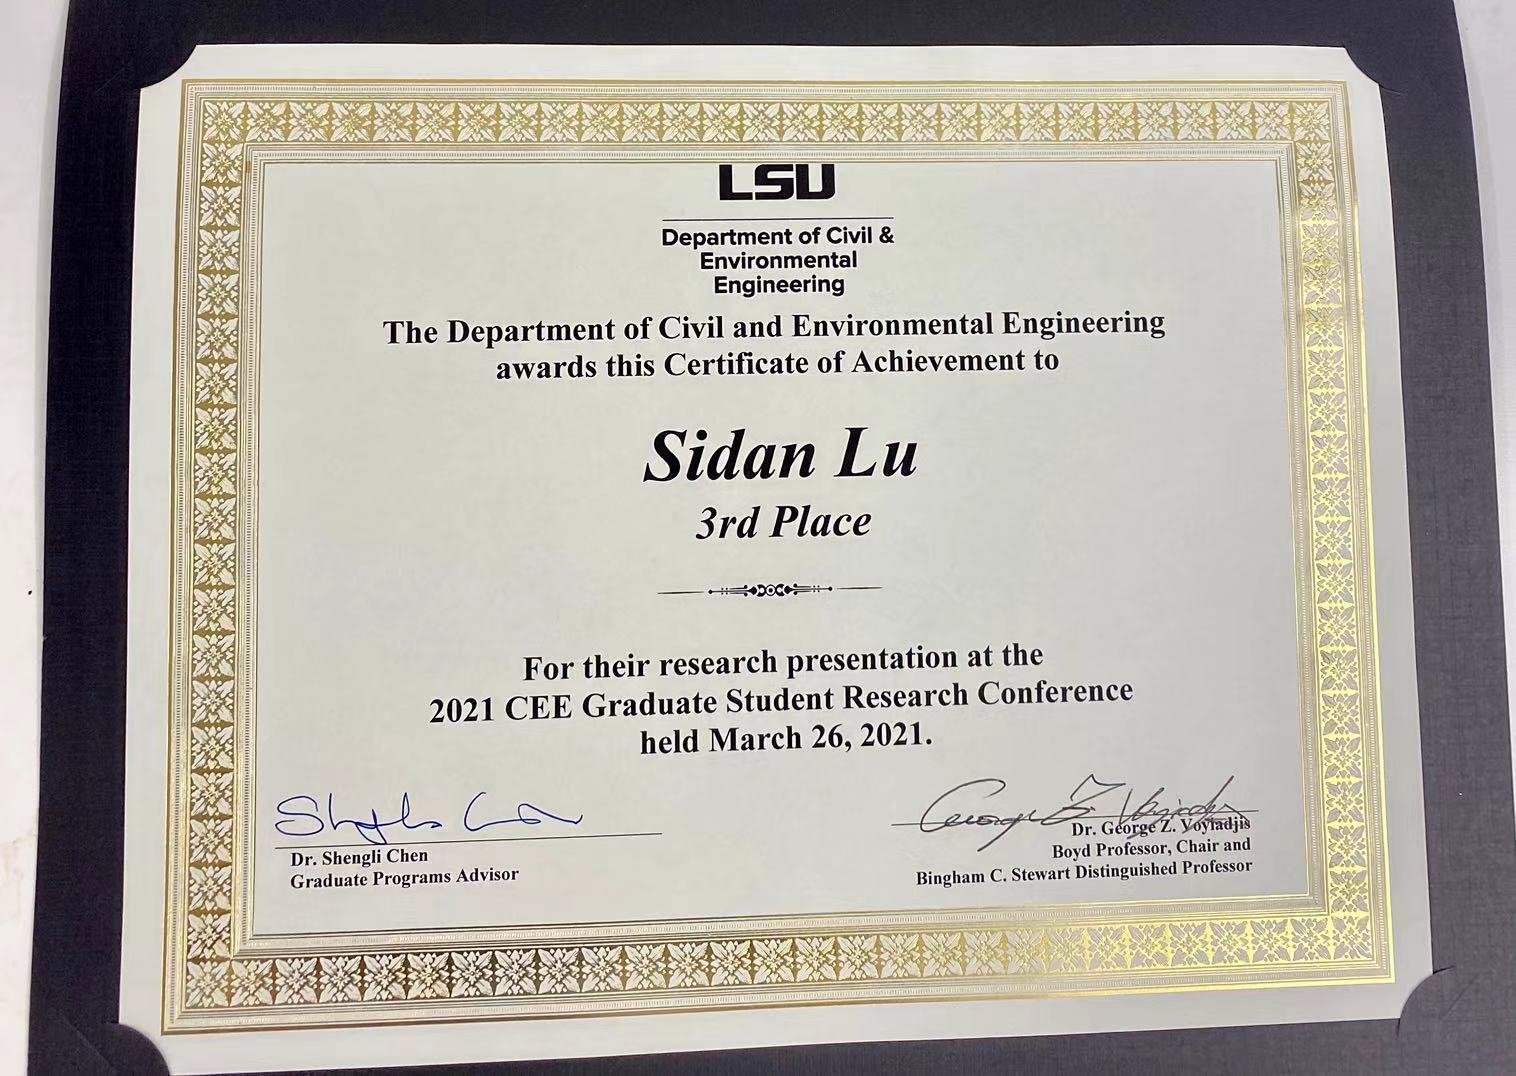 LSU
Department of Civil &
Environmental
Engineering
The Department of Civil and Environmental Engineering
awards this Certificate of Achievement to
Sidan Lu
3rd Place
For their research presentation at the
2021 CEE Graduate Student Research Conference
held March 26, 2021.
Dr. Shengli Chen
Graduate Programs Advisor
Dr. George Z. Voyiadjis
Boyd Professor, Chair and
Bingham C. Stewart Distinguished Professor